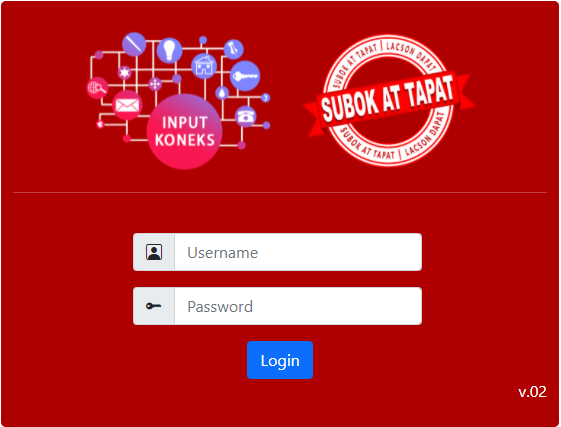 INPUT
KONEKS
SUBOK AT TAPAT | LACSON DAPAT
SUBOK AT TAPAT
SUBOK AT TAPAT | LACSON DAPAT
Username
Password
Login
v.02